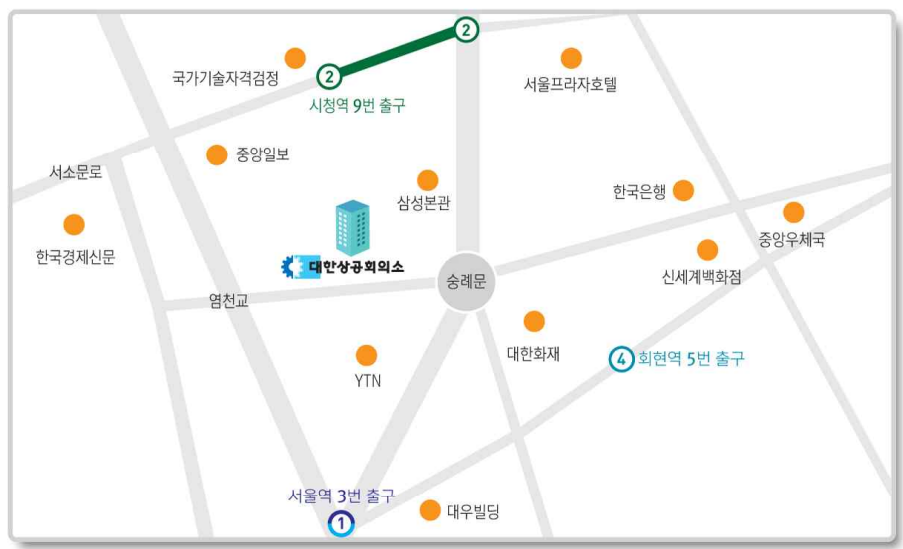 2
2
국가기술자격검정
서울프라자호텔
시청역 9번 출구
중앙일보
서소문로
삼성본관
한국은행
한국경제신문
중앙우체국
대한상공회의소
신세계백화점
숭례문
염천교
대한화재
4 회현역 5번 출구
YTN
서울역 3번 출구
1
대우빌딩